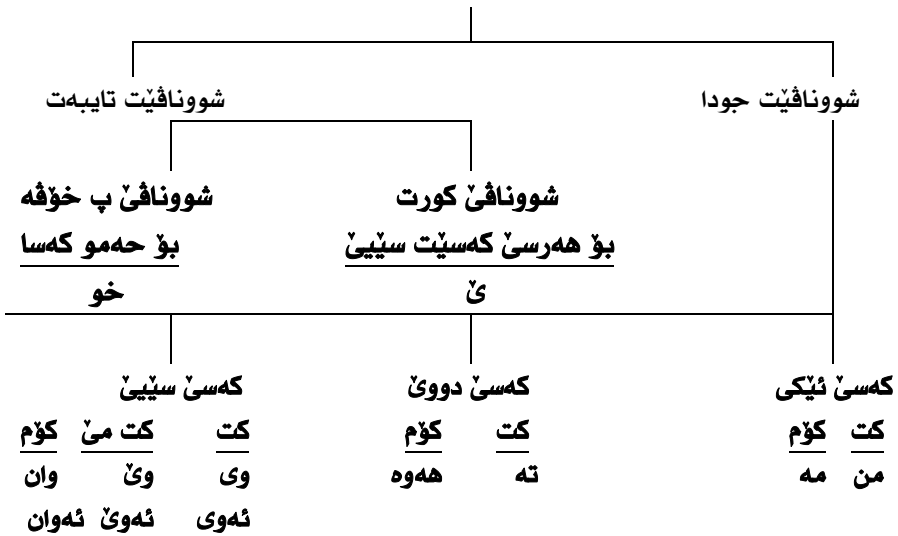 شووناڤێت جودا شووناڤێت تایبەت
شووناڤێ کورت شووناڤێ پ خۆڤە
بۆ هەرسێ کەسێت سێیێ بۆ حەمو کەسا
ێ خو
کەسێ ئێکی کەسێ دووێ کەسێ سێیێ
کت کۆم کت کۆم کت کت مێ کۆم
من مە تە هەوە وی وێ وان
ئەوی ئەوێ ئەوان